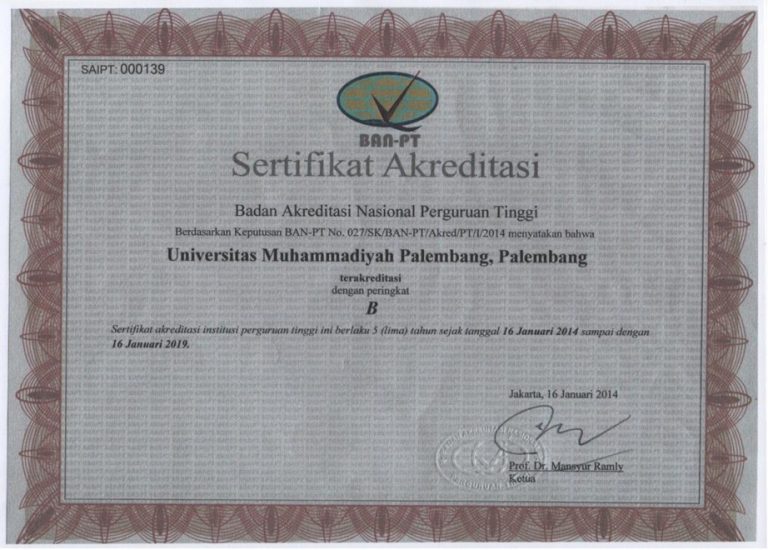 SAIPT: 000139
BAN-PT
Sertifikat Akreditasi
Badan Akreditasi Nasional Perguruan Tinggi
Berdasarkan Keputusan BAN-PT No. 027/SK/BAN-PT/Akred/PT/I/2014 menyatakan bahwa
Universitas Muhammadiyah Palembang, Palembang
terakreditasi
dengan peringkat
B
Sertifikat akreditasi institusi perguruan tinggi ini berlaku 5 (lima) tahun sejak tanggal 16 Januari 2014 sampai dengan
16 Januari 2019.
Jakarta, 16 Januari 2014
Prof. Dr. Mansyur Ramly
Ketua